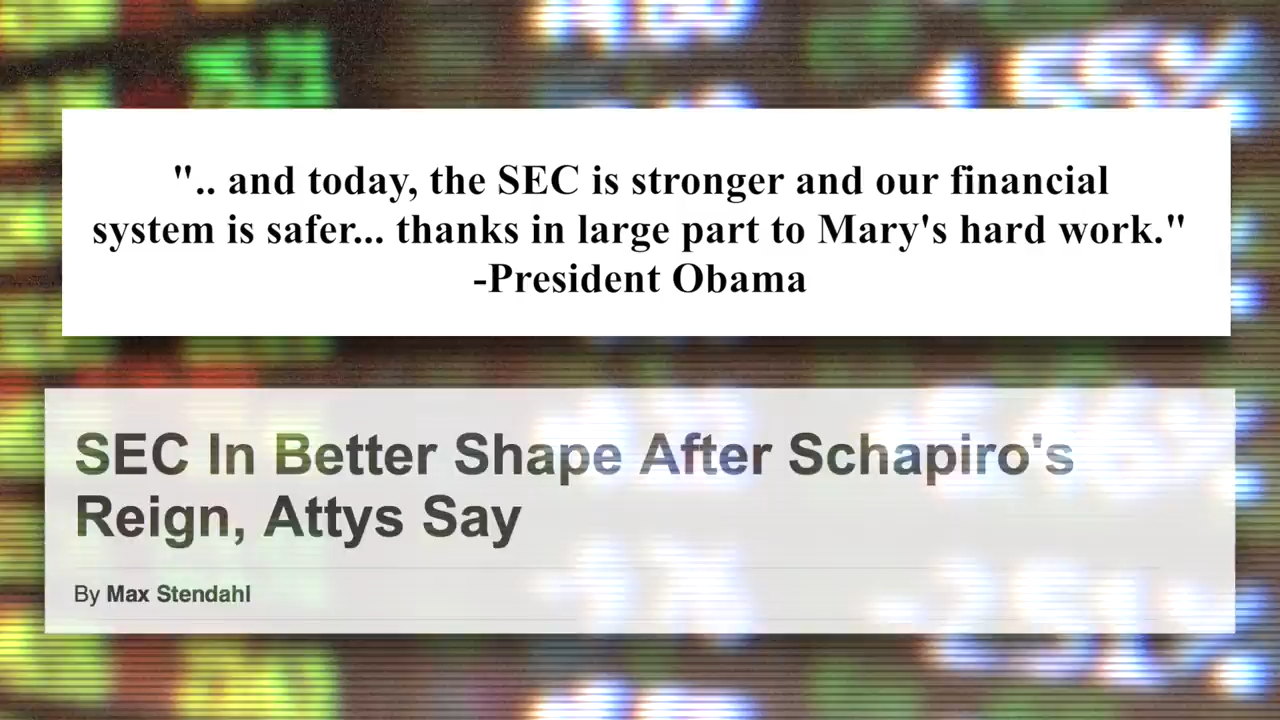 ".. and today, the SEC is stronger and our financial
system is safer... thanks in large part to Mary's hard work."
-President Obama
SEC In Better Shape After Schapiro's
Reign, Attys Say
By Max Stendahl